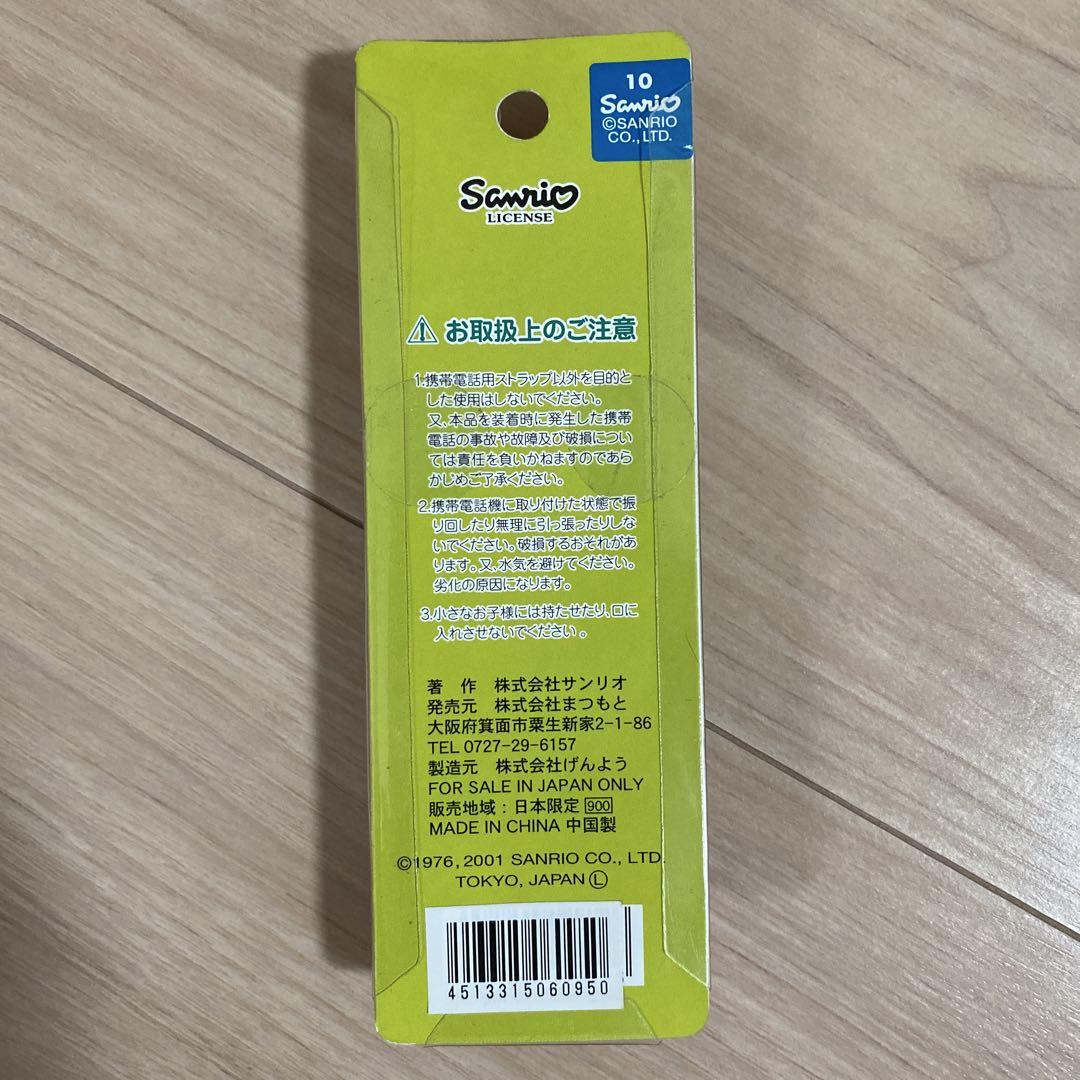 10
Sanrio
©SANRIO
CO., LTD.
Sanrio
LICENSE
お取扱上のご注意
1.携帯電話用ストラップ以外を目的と
した使用はしないでください。
又、本品を装着時に発生した携帯
電話の事故や故障及び破損につい
ては責任を負いかねますのであら
かじめご了承ください。
2.携帯電話機に取り付けた状態で振
り回したり無理に引っ張ったりしな
いでください。破損するおそれがあ
ります。又、水気を避けてください。
劣化の原因になります。
3.小さなお子様には持たせたり、口に
入れさせないでください。
著 作 株式会社サンリオ
発売元 株式会社まつもと
大阪府箕面市粟生新家2-1-86
TEL 0727-29-6157
製造元 株式会社げんよう
FOR SALE IN JAPAN ONLY
販売地域：日本限定 900
MADE IN CHINA 中国製
©1976, 2001 SANRIO CO., LTD.
TOKYO, JAPAN Ⓛ
4513315060950